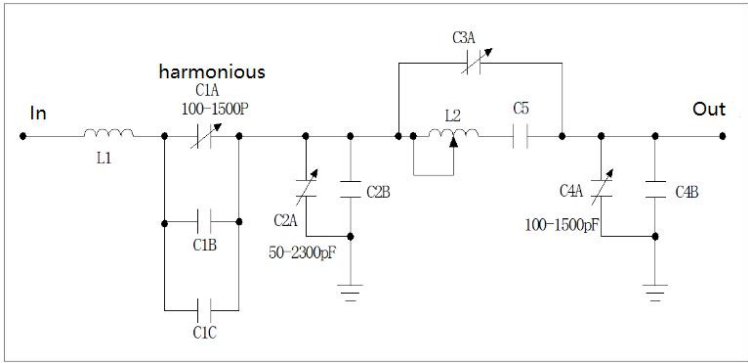 C3A
harmonious
C1A
100-1500P
In
L1
L2
C5
Out
C2A
C2B
50-2300pF
C1B
C1C
C4A
C4B
100-1500pF